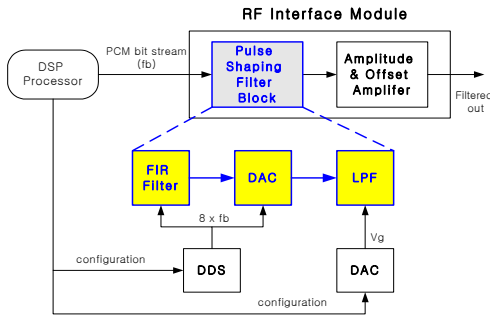 RF Interface Module
DSP
Processor
PCM bit stream
(fb)
Pulse
Shaping
Filter
Block
Amplitude
& Offset
Amplifer
Filtered
out
FIR
Filter
DAC
LPF
8 x fb
Vg
configuration
DDS
DAC
configuration